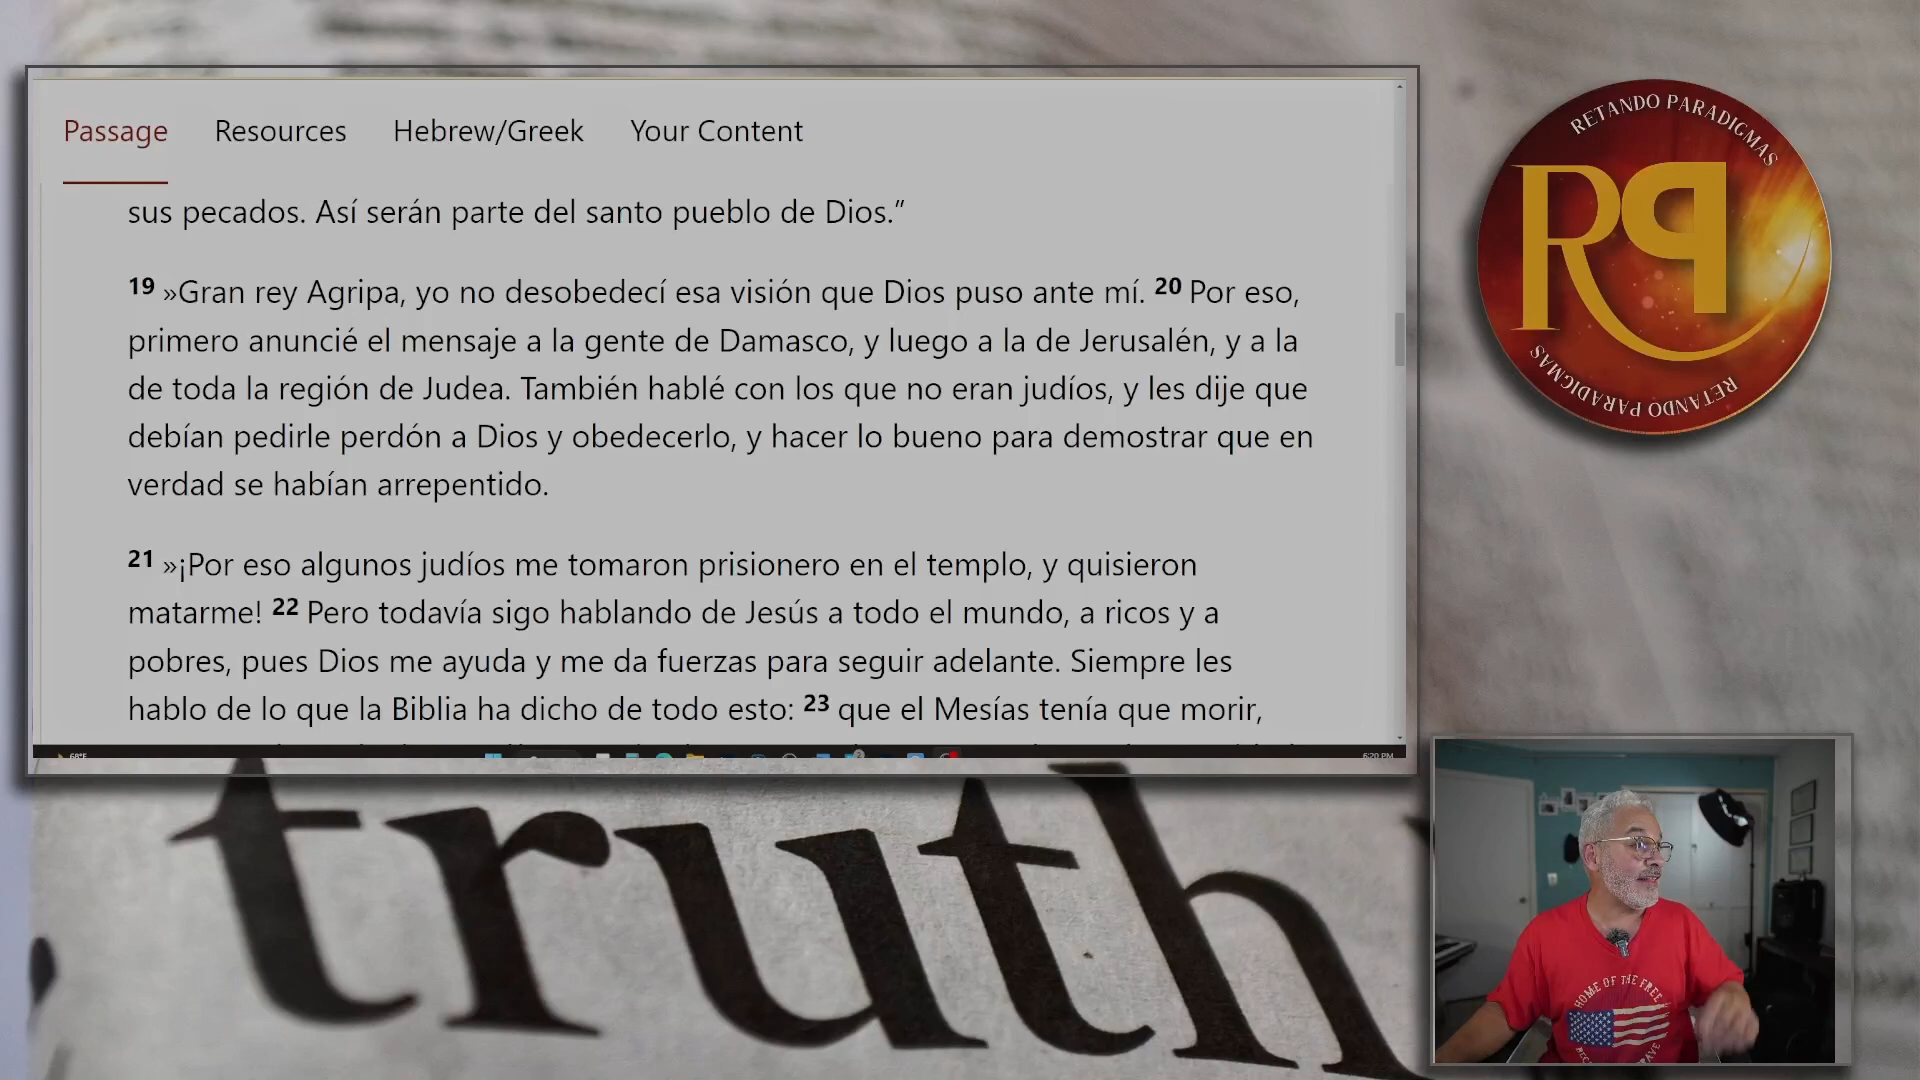 Passage Resources Hebrew/Greek Your Content
sus pecados. Así serán parte del santo pueblo de Dios.”
19 »Gran rey Agripa, yo no desobedecí esa visión que Dios puso ante mí. 20 Por eso,
primero anuncié el mensaje a la gente de Damasco, y luego a la de Jerusalén, y a la
de toda la región de Judea. También hablé con los que no eran judíos, y les dije que
debían pedirle perdón a Dios y obedecerlo, y hacer lo bueno para demostrar que en
verdad se habían arrepentido.
21 »¡Por eso algunos judíos me tomaron prisionero en el templo, y quisieron
matarme! 22 Pero todavía sigo hablando de Jesús a todo el mundo, a ricos y a
pobres, pues Dios me ayuda y me da fuerzas para seguir adelante. Siempre les
hablo de lo que la Biblia ha dicho de todo esto: 23 que el Mesías tenía que morir,
68°F
6:20 PM
RETANDO PARADIGMAS
RP
RETANDO PARADIGMAS
truth
HOME OF THE FREE